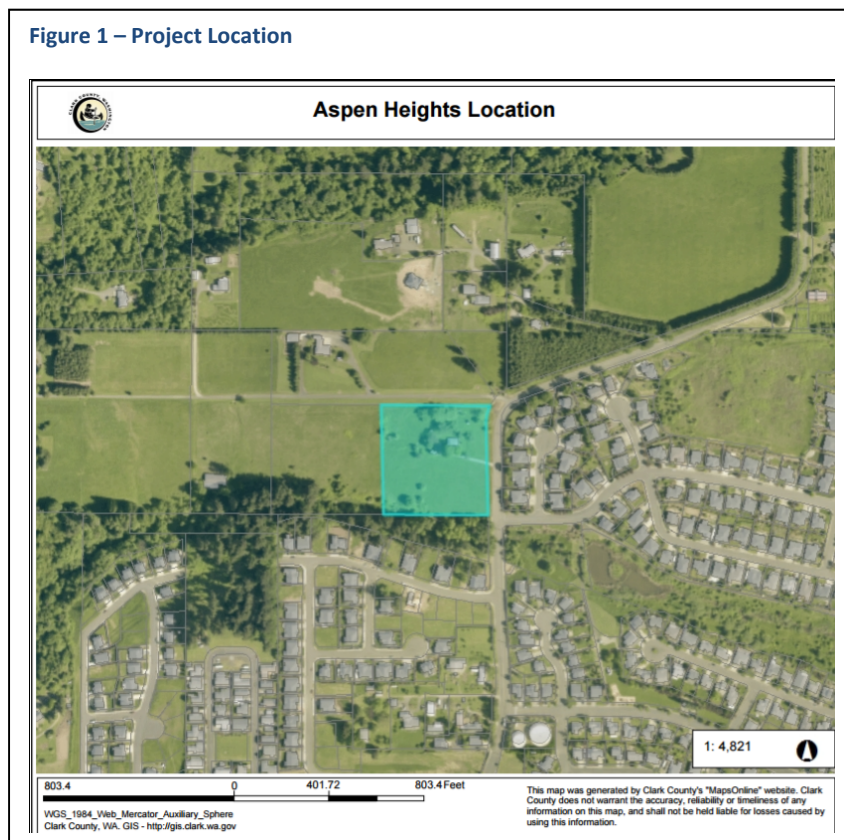 Figure 1 – Project Location
CLARK COUNTY, WASHINGTON
Aspen Heights Location
1: 4,821
803.4 0 401.72 803.4 Feet
WGS_1984_Web_Mercator_Auxiliary_Sphere
Clark County, WA. GIS - http://gis.clark.wa.gov
This map was generated by Clark County's "MapsOnline" website. Clark
County does not warrant the accuracy, reliability or timeliness of any
information on this map, and shall not be held liable for losses caused by
using this information.